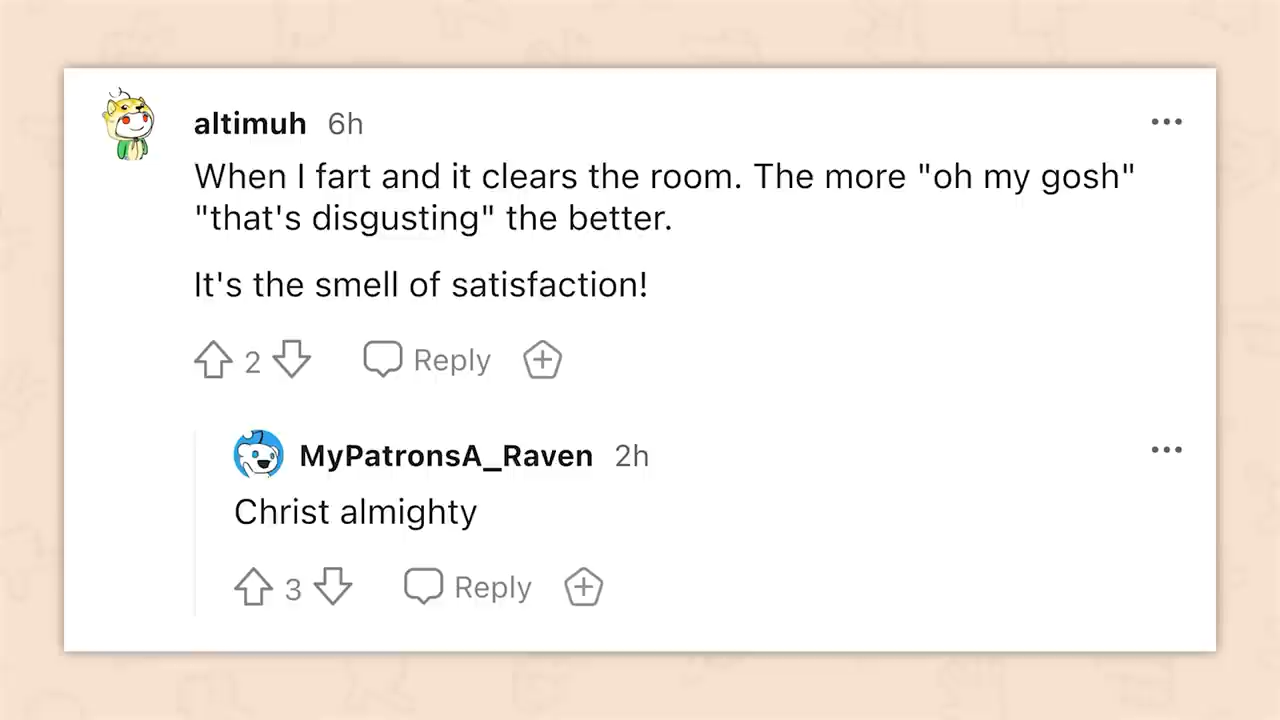 altimuh 6h
When I fart and it clears the room. The more "oh my gosh"
"that's disgusting" the better.
It's the smell of satisfaction!
2 Reply
MyPatronsA_Raven 2h
Christ almighty
3 Reply